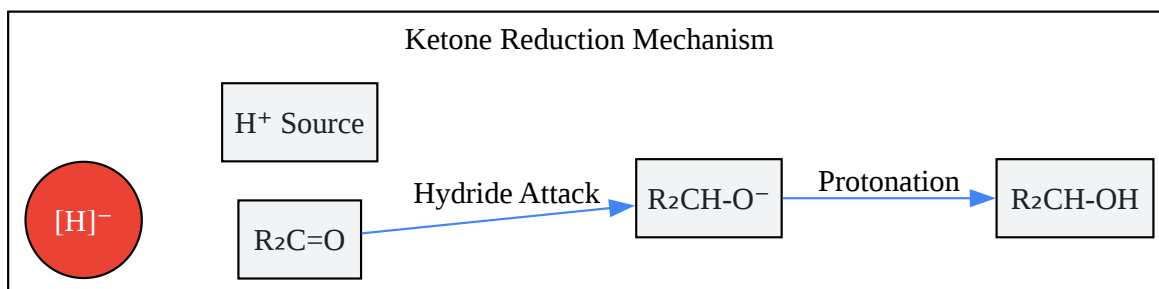 Ketone Reduction Mechanism
H⁺ Source
[H]⁻
R₂C=O
Hydride Attack
R₂CH-O⁻
Protonation
R₂CH-OH